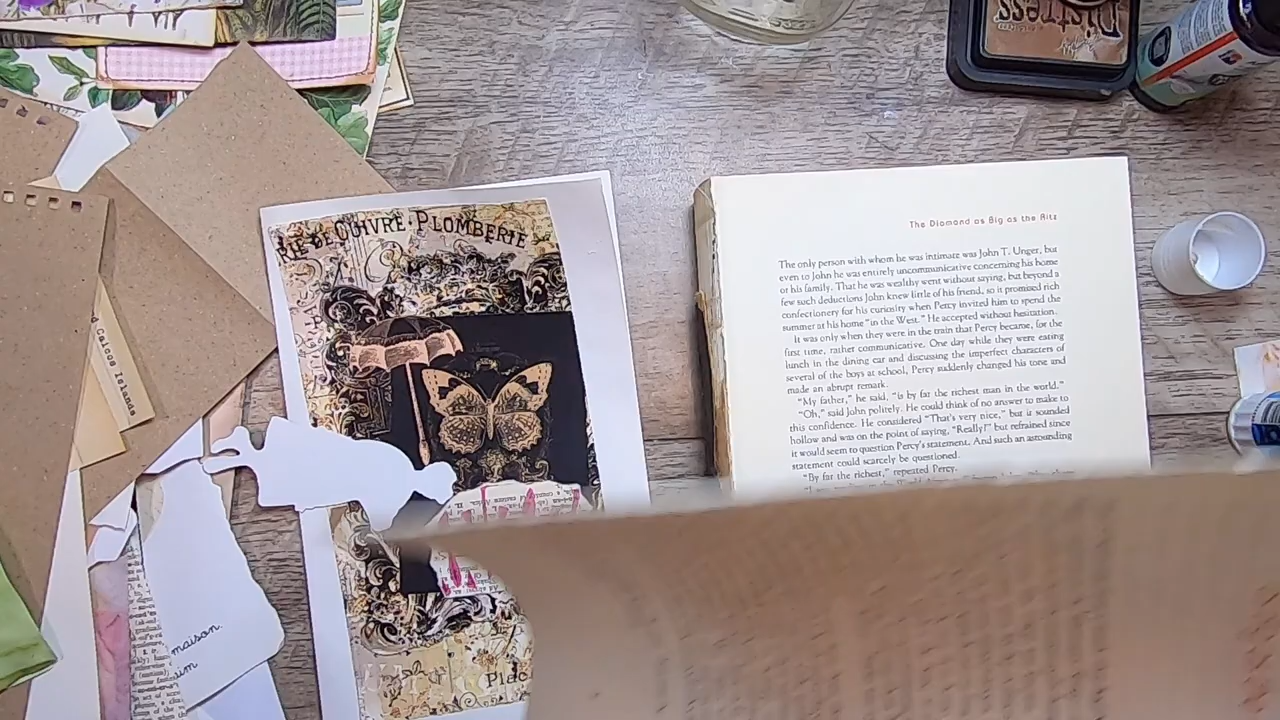 Distress
RIE DE CUIVRE · PLOMBERIE
The Diamond as Big as the Ritz
The only person with whom he was intimate was John T. Unger, but
even to John he was entirely uncommunicative concerning his home
or his family. That he was wealthy went without saying, but beyond a
few such deductions John knew little of his friend, so it promised rich
confectionery for his curiosity when Percy invited him to spend the
summer at his home "in the West." He accepted without hesitation.
It was only when they were in the train that Percy became, for the
first time, rather communicative. One day while they were eating
lunch in the dining car and discussing the imperfect characters of
several of the boys at school, Percy suddenly changed his tone and
made an abrupt remark.
"My father," he said, "is by far the richest man in the world."
"Oh," said John politely. He could think of no answer to make to
this confidence. He considered "That's very nice," but it sounded
hollow and was on the point of saying, "Really?" but refrained since
it would seem to question Percy's statement. And such an astounding
statement could scarcely be questioned.
"By far the richest," repeated Percy.
d Caicos Islands
maison.
sim
Plac